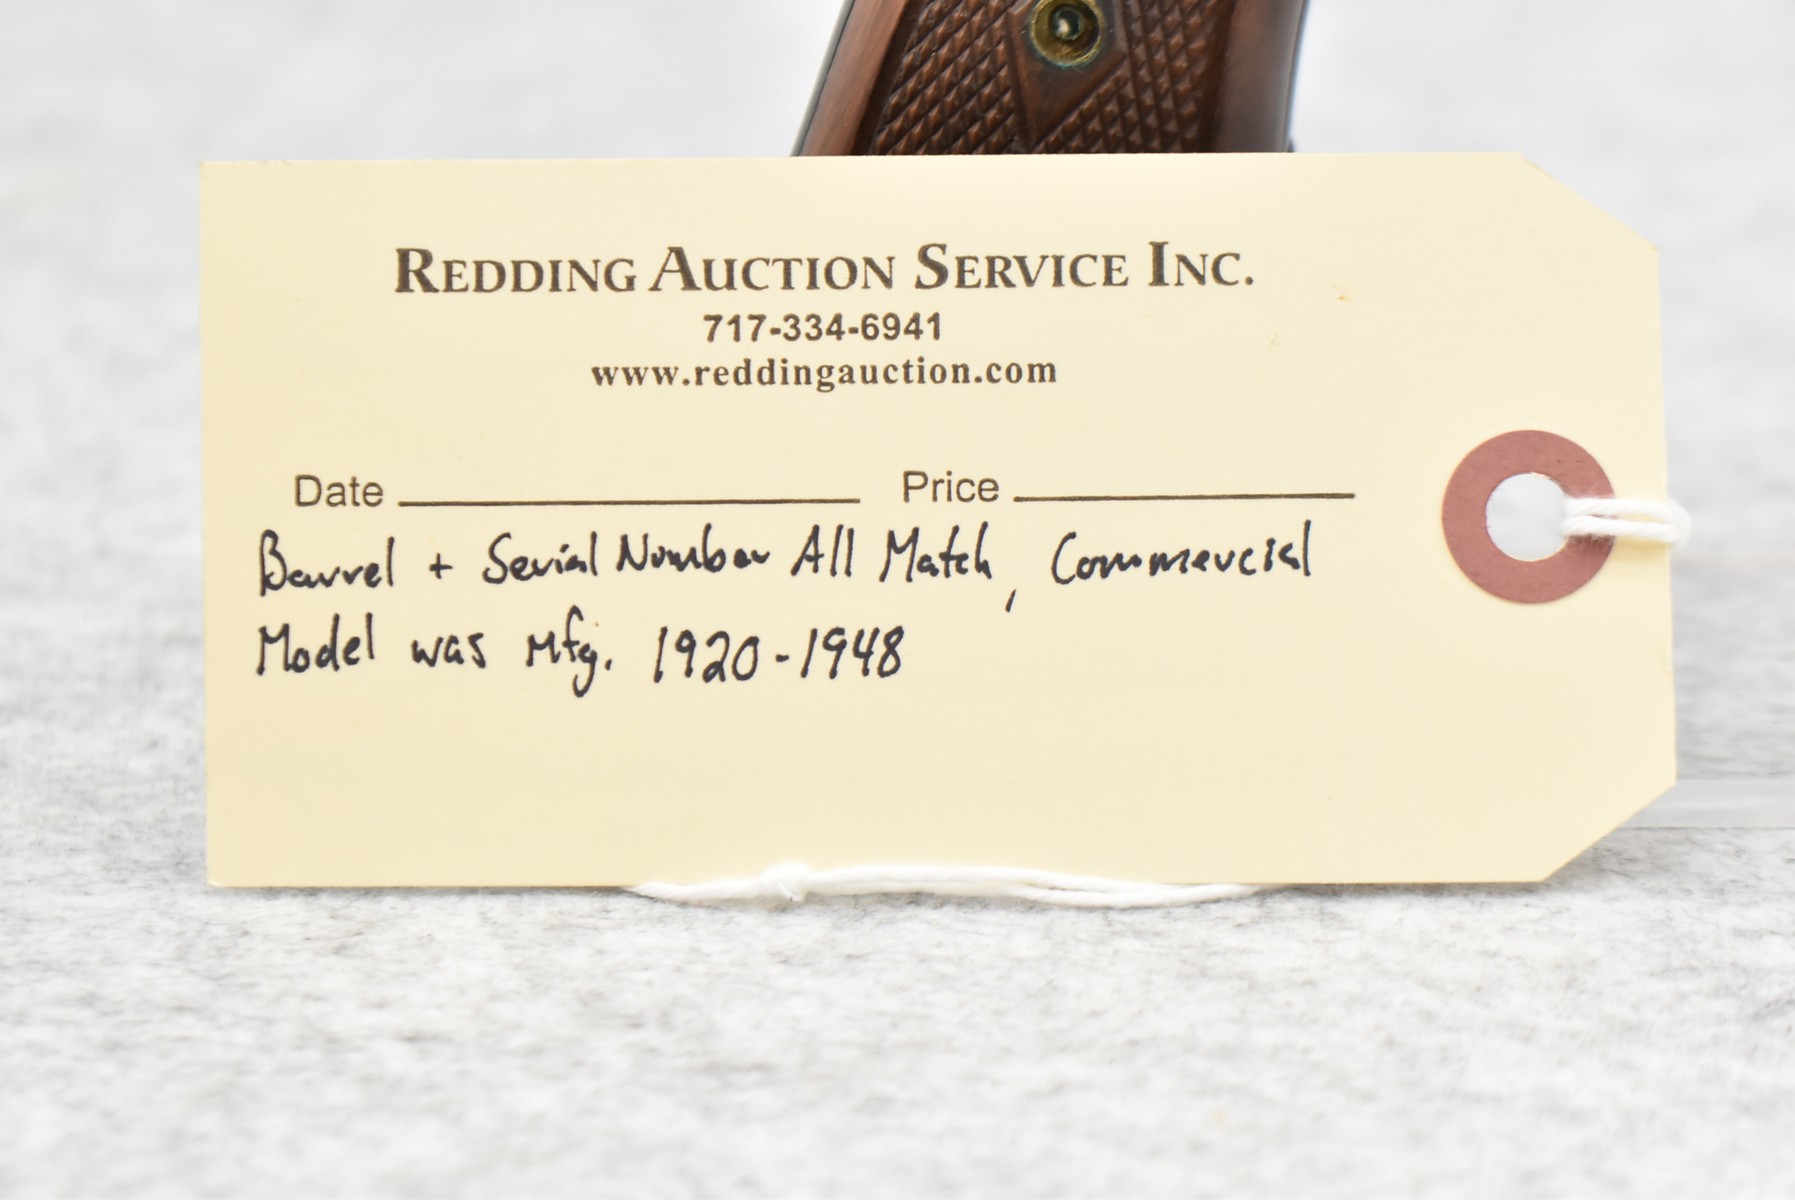 REDDING AUCTION SERVICE INC.
717-334-6941
www.reddingauction.com
Date Price
Barrel + Serial Number All Match, Commercial
Model was Mfg. 1920-1948